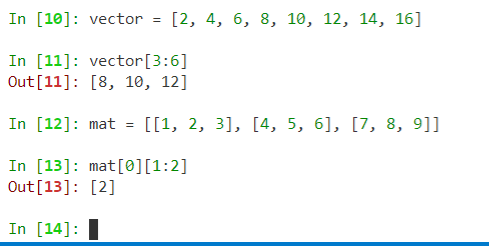 In [10]: vector = [2, 4, 6, 8, 10, 12, 14, 16]
In [11]: vector[3:6]
Out[11]: [8, 10, 12]
In [12]: mat = [[1, 2, 3], [4, 5, 6], [7, 8, 9]]
In [13]: mat[0][1:2]
Out[13]: [2]
In [14]: